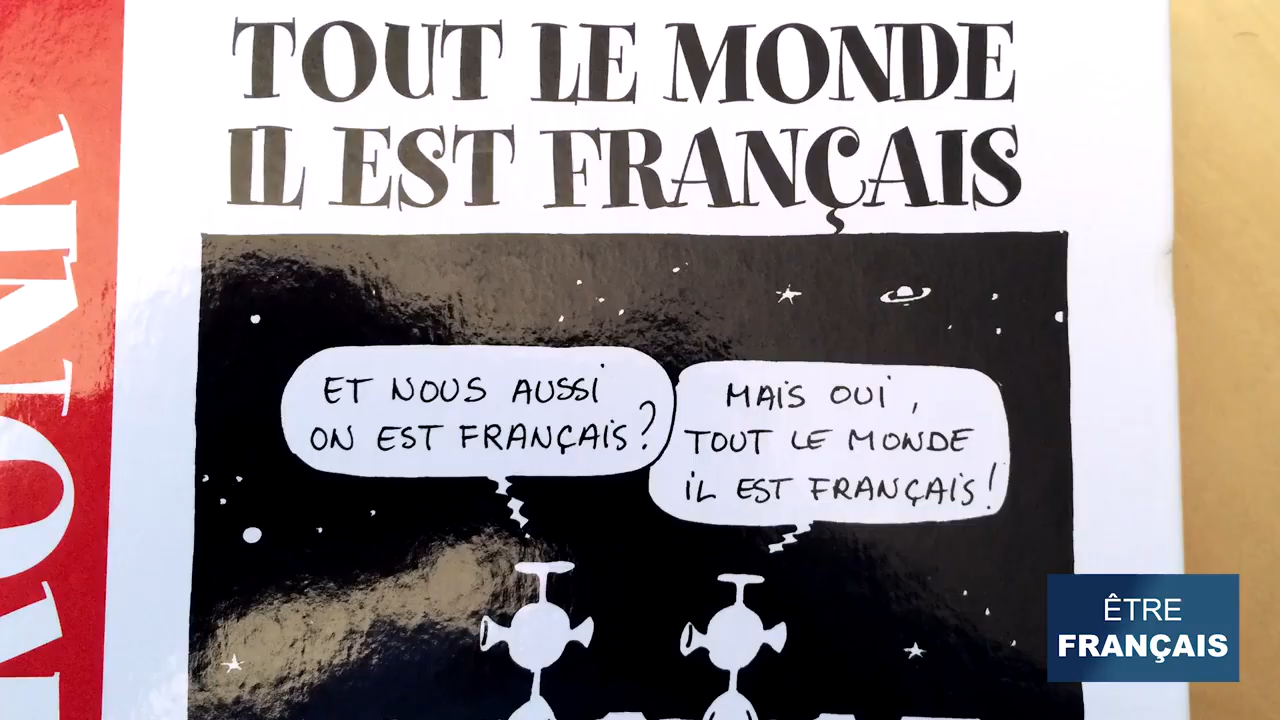 TOUT LE MONDE
IL EST FRANÇAIS
ET NOUS AUSSI
ON EST FRANÇAIS?
MAIS OUI,
TOUT LE MONDE
IL EST FRANÇAIS!
ÊTRE
FRANÇAIS